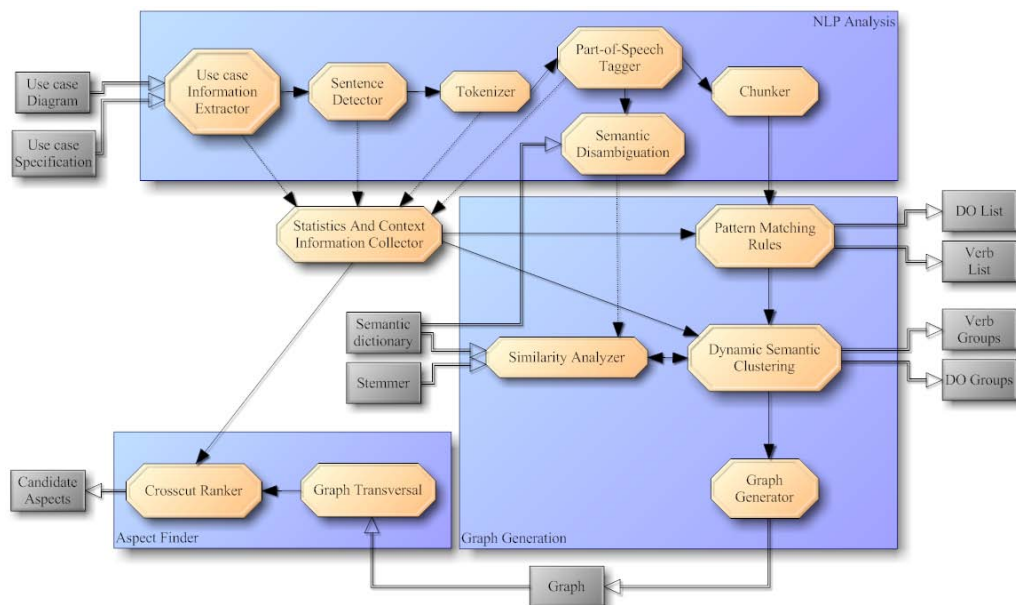 NLP Analysis
Use case
Diagram
Use case
Specification
Use case
Information
Extractor
Sentence
Detector
Tokenizer
Part-of-Speech
Tagger
Chunker
Semantic
Disambiguation
Statistics And Context
Information Collector
Pattern Matching
Rules
DO List
Verb
List
Semantic
dictionary
Stemmer
Similarity Analyzer
Dynamic Semantic
Clustering
Verb
Groups
DO Groups
Candidate
Aspects
Crosscut Ranker
Graph Transversal
Graph
Generator
Aspect Finder
Graph Generation
Graph